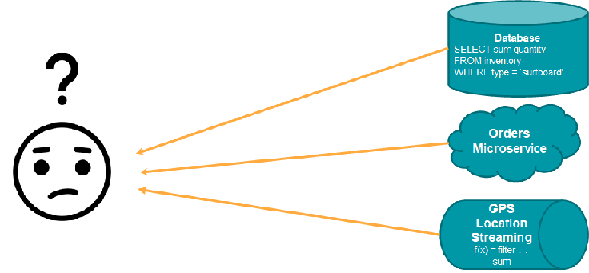 ?
Database
SELECT sum quantity
FROM inventory
WHERE type = 'surfboard'
Orders
Microservice
GPS
Location
Streaming
f(x) = filter ...
sum